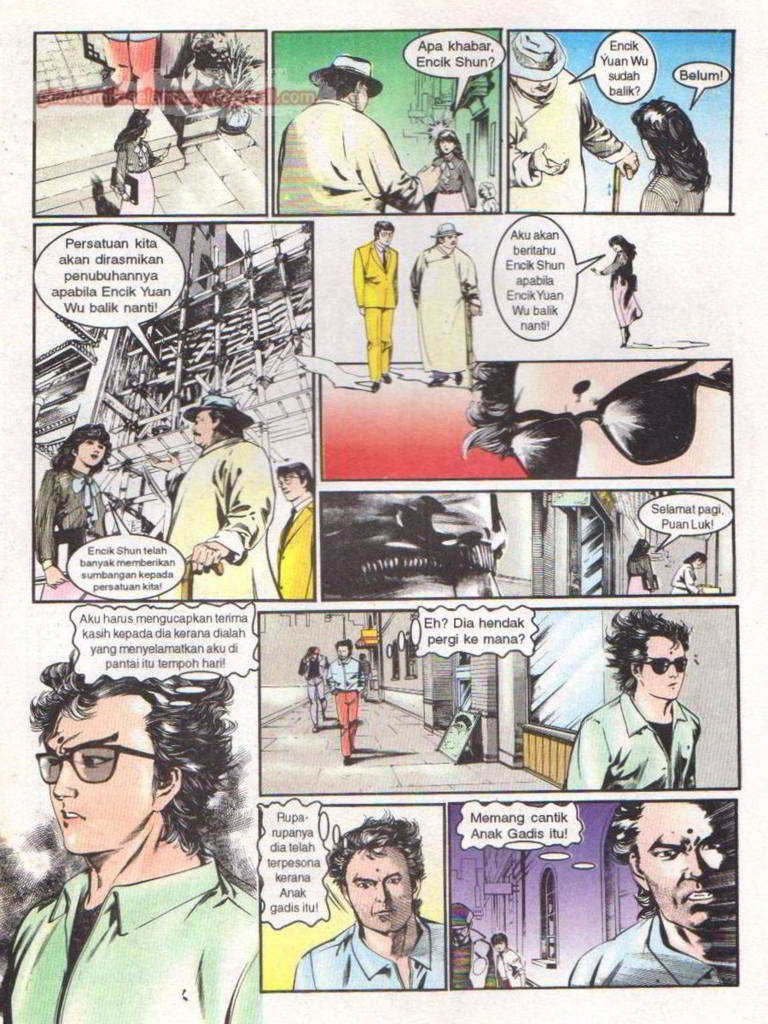 Apa khabar,
Encik Shun?
Encik
Yuan Wu
sudah
balik?
Belum!
Persatuan kita
akan dirasmikan
penubuhannya
apabila Encik Yuan
Wu balik nanti!
Encik Shun telah
banyak memberikan
sumbangan kepada
persatuan kita!
Aku akan
beritahu
Encik Shun
apabila
Encik Yuan
Wu balik
nanti!
Selamat pagi,
Puan Luk!
Aku harus mengucapkan terima
kasih kepada dia kerana dialah
yang menyelamatkan aku di
pantai itu tempoh hari!
Eh? Dia hendak
pergi ke mana?
Rupa-
rupanya
dia telah
terpesona
kerana
Anak
gadis itu!
Memang cantik
Anak Gadis itu!